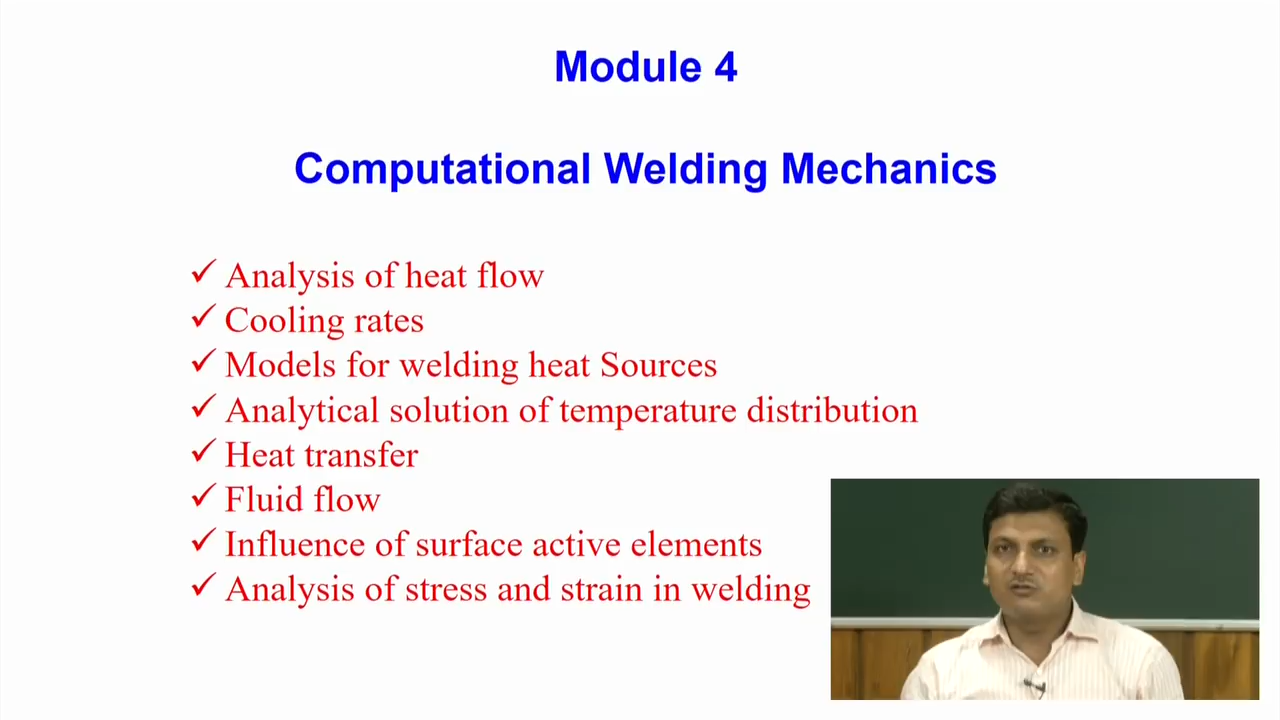 Module 4
Computational Welding Mechanics
✓ Analysis of heat flow
✓ Cooling rates
✓ Models for welding heat Sources
✓ Analytical solution of temperature distribution
✓ Heat transfer
✓ Fluid flow
✓ Influence of surface active elements
✓ Analysis of stress and strain in welding